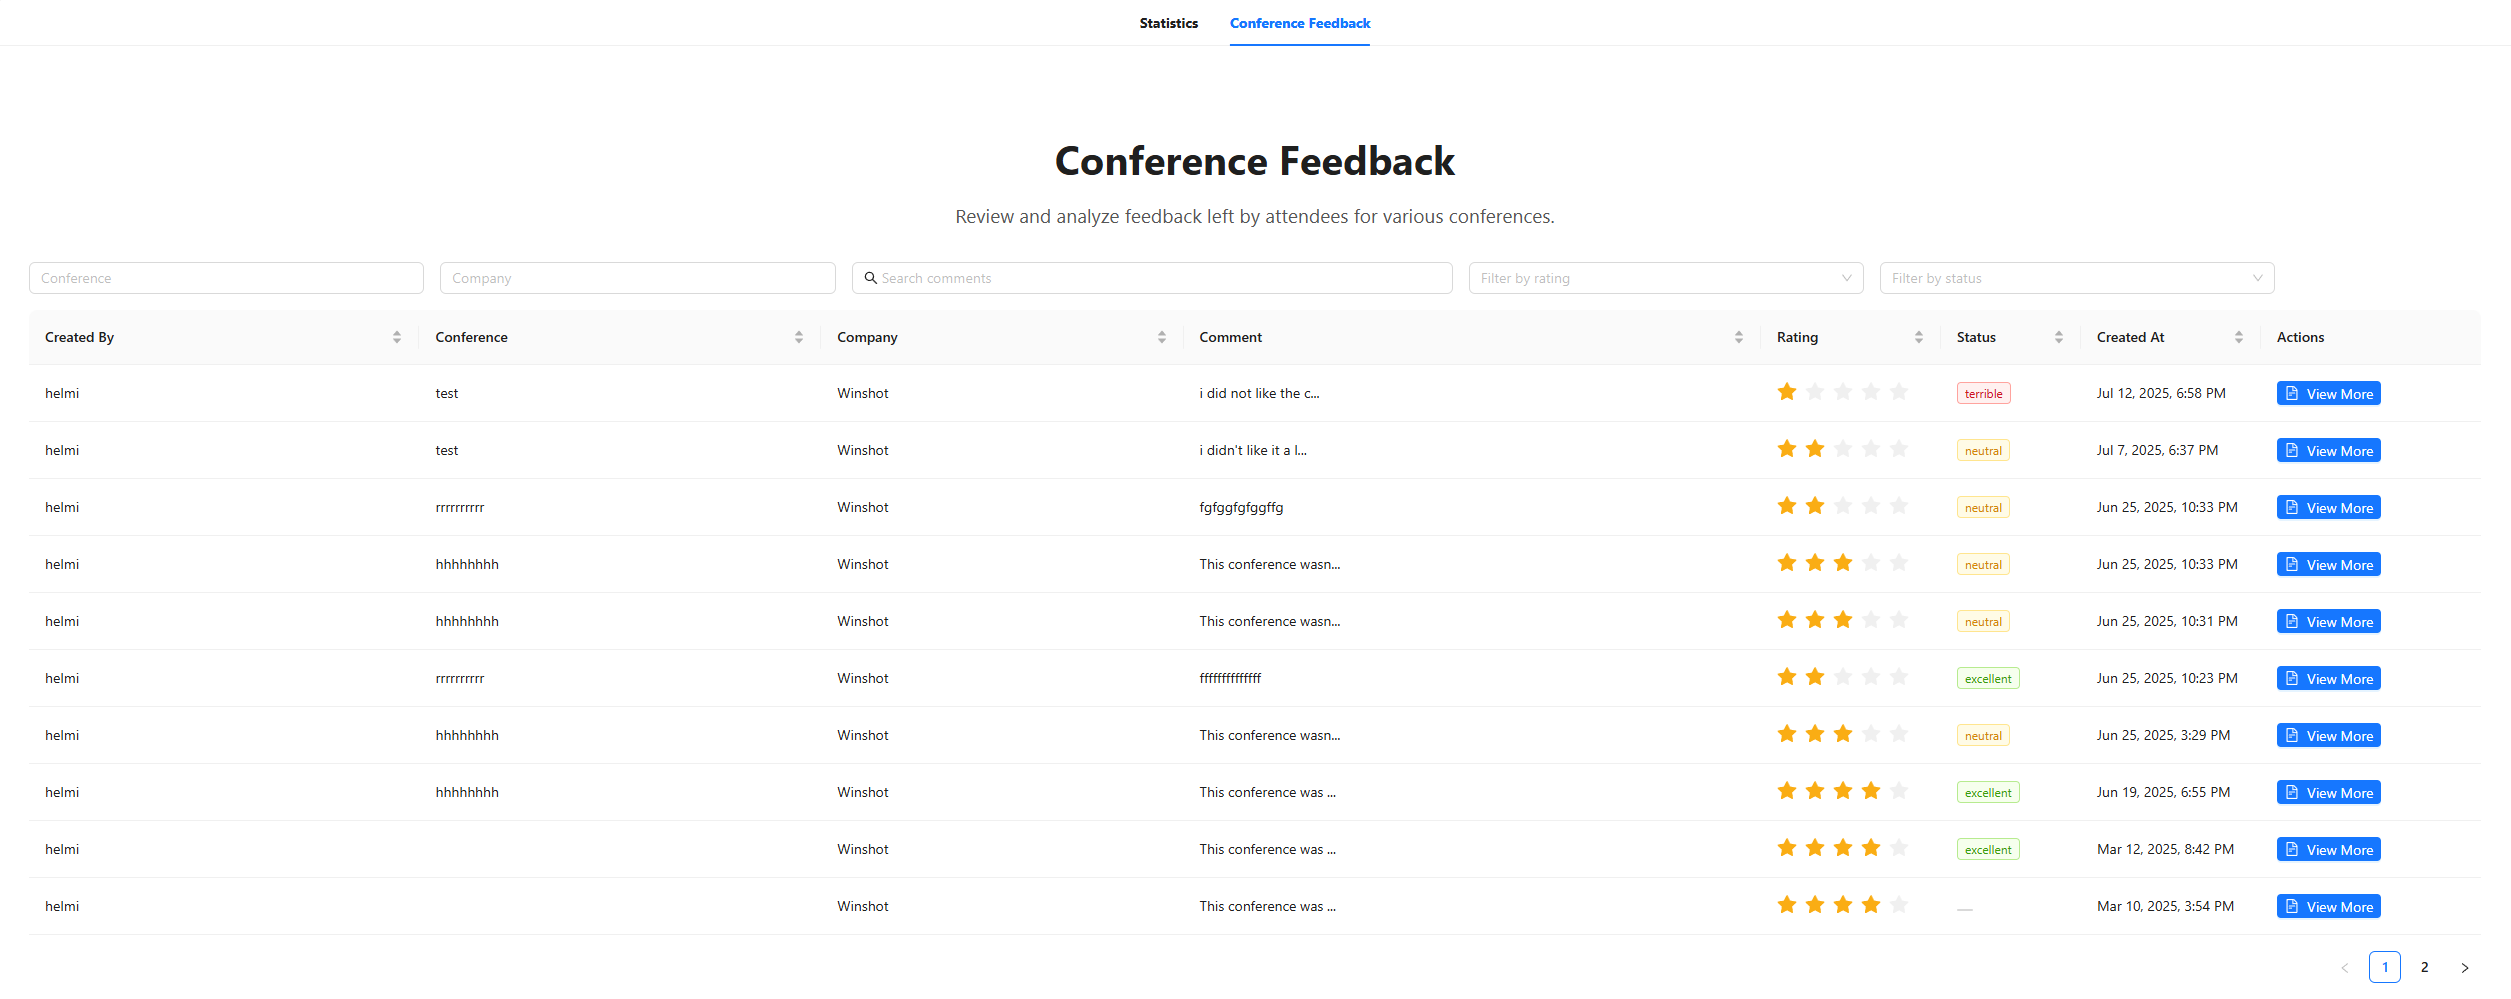 Statistics Conference Feedback
Conference Feedback
Review and analyze feedback left by attendees for various conferences.
Conference Company Search comments Filter by rating Filter by status
Created By Conference Company Comment Rating Status Created At Actions
helmi test Winshot i did not like the c... terrible Jul 12, 2025, 6:58 PM View More
helmi test Winshot i didn't like it a l... neutral Jul 7, 2025, 6:37 PM View More
helmi rrrrrrrrrr Winshot fgfggfgfggffg neutral Jun 25, 2025, 10:33 PM View More
helmi hhhhhhhh Winshot This conference wasn... neutral Jun 25, 2025, 10:33 PM View More
helmi hhhhhhhh Winshot This conference wasn... neutral Jun 25, 2025, 10:31 PM View More
helmi rrrrrrrrrr Winshot ffffffffffffff excellent Jun 25, 2025, 10:23 PM View More
helmi hhhhhhhh Winshot This conference wasn... neutral Jun 25, 2025, 3:29 PM View More
helmi hhhhhhhh Winshot This conference was ... excellent Jun 19, 2025, 6:55 PM View More
helmi Winshot This conference was ... excellent Mar 12, 2025, 8:42 PM View More
helmi Winshot This conference was ... — Mar 10, 2025, 3:54 PM View More
< 1 2 >